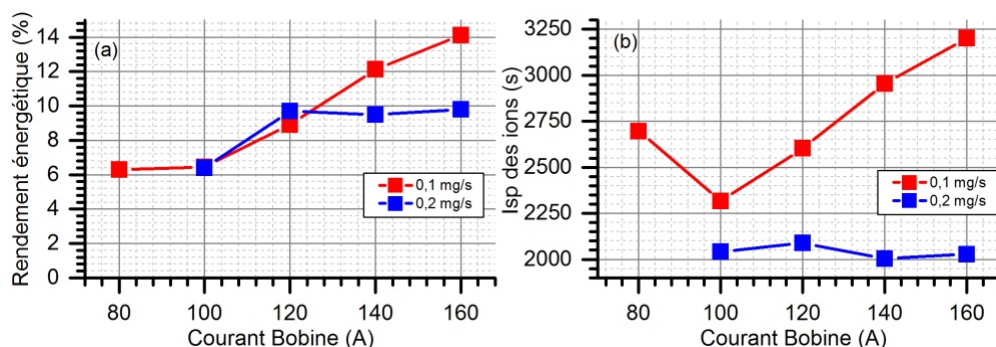 Rendement énergétique (%)
14
12
10
8
6
4
2
0
(a)
0,1 mg/s
0,2 mg/s
80 100 120 140 160
Courant Bobine (A)
Isp des ions (s)
3250
3000
2750
2500
2250
2000
(b)
0,1 mg/s
0,2 mg/s
80 100 120 140 160
Courant Bobine (A)